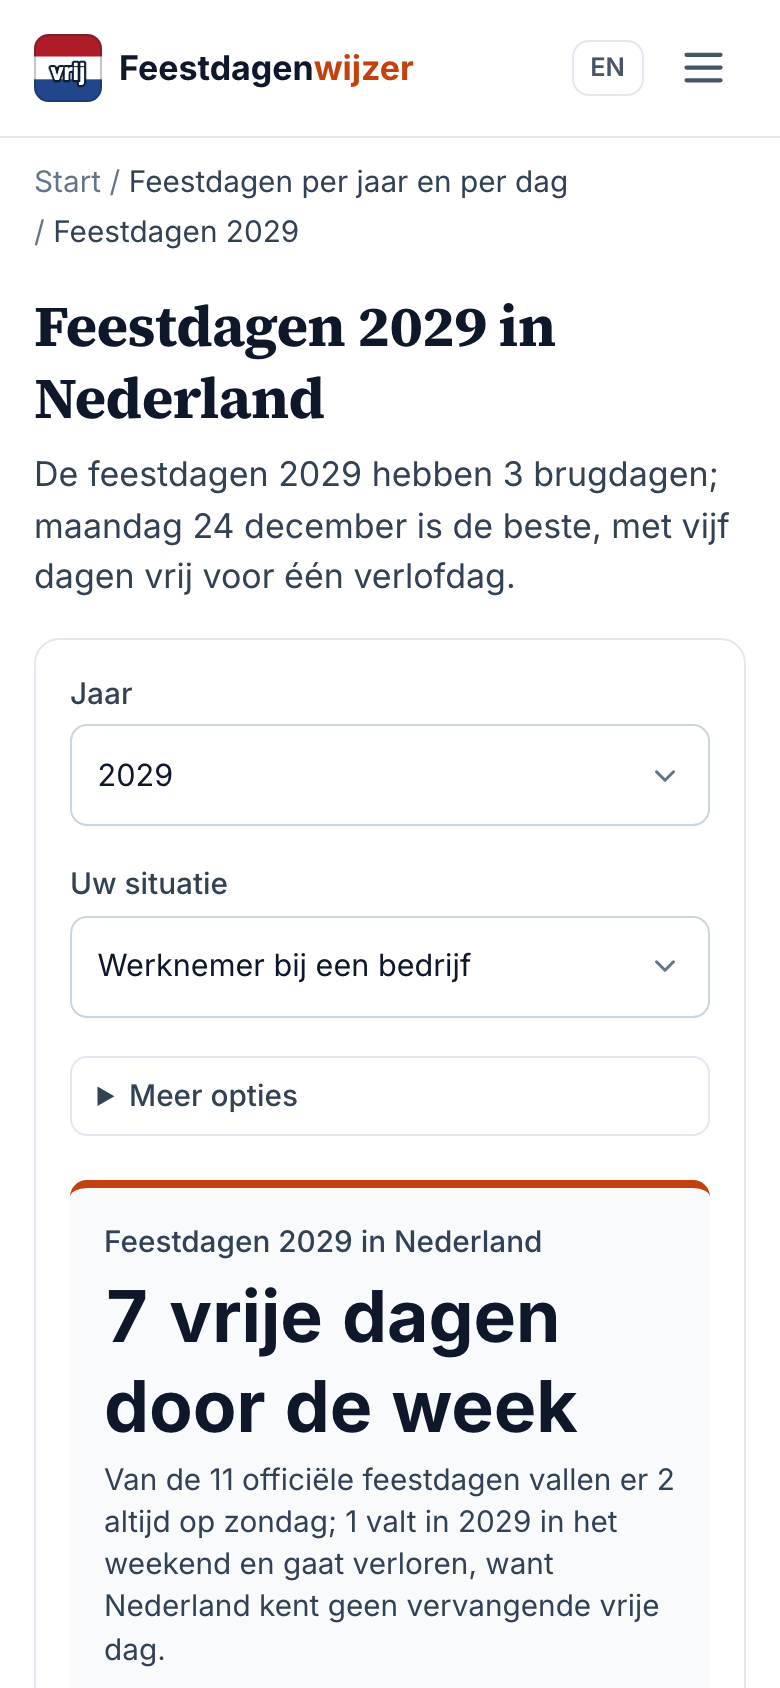 vrij Feestdagenwijzer EN
Start / Feestdagen per jaar en per dag
/ Feestdagen 2029
Feestdagen 2029 in
Nederland
De feestdagen 2029 hebben 3 brugdagen;
maandag 24 december is de beste, met vijf
dagen vrij voor één verlofdag.
Jaar
2029
Uw situatie
Werknemer bij een bedrijf
Meer opties
Feestdagen 2029 in Nederland
7 vrije dagen
door de week
Van de 11 officiële feestdagen vallen er 2
altijd op zondag; 1 valt in 2029 in het
weekend en gaat verloren, want
Nederland kent geen vervangende vrije
dag.